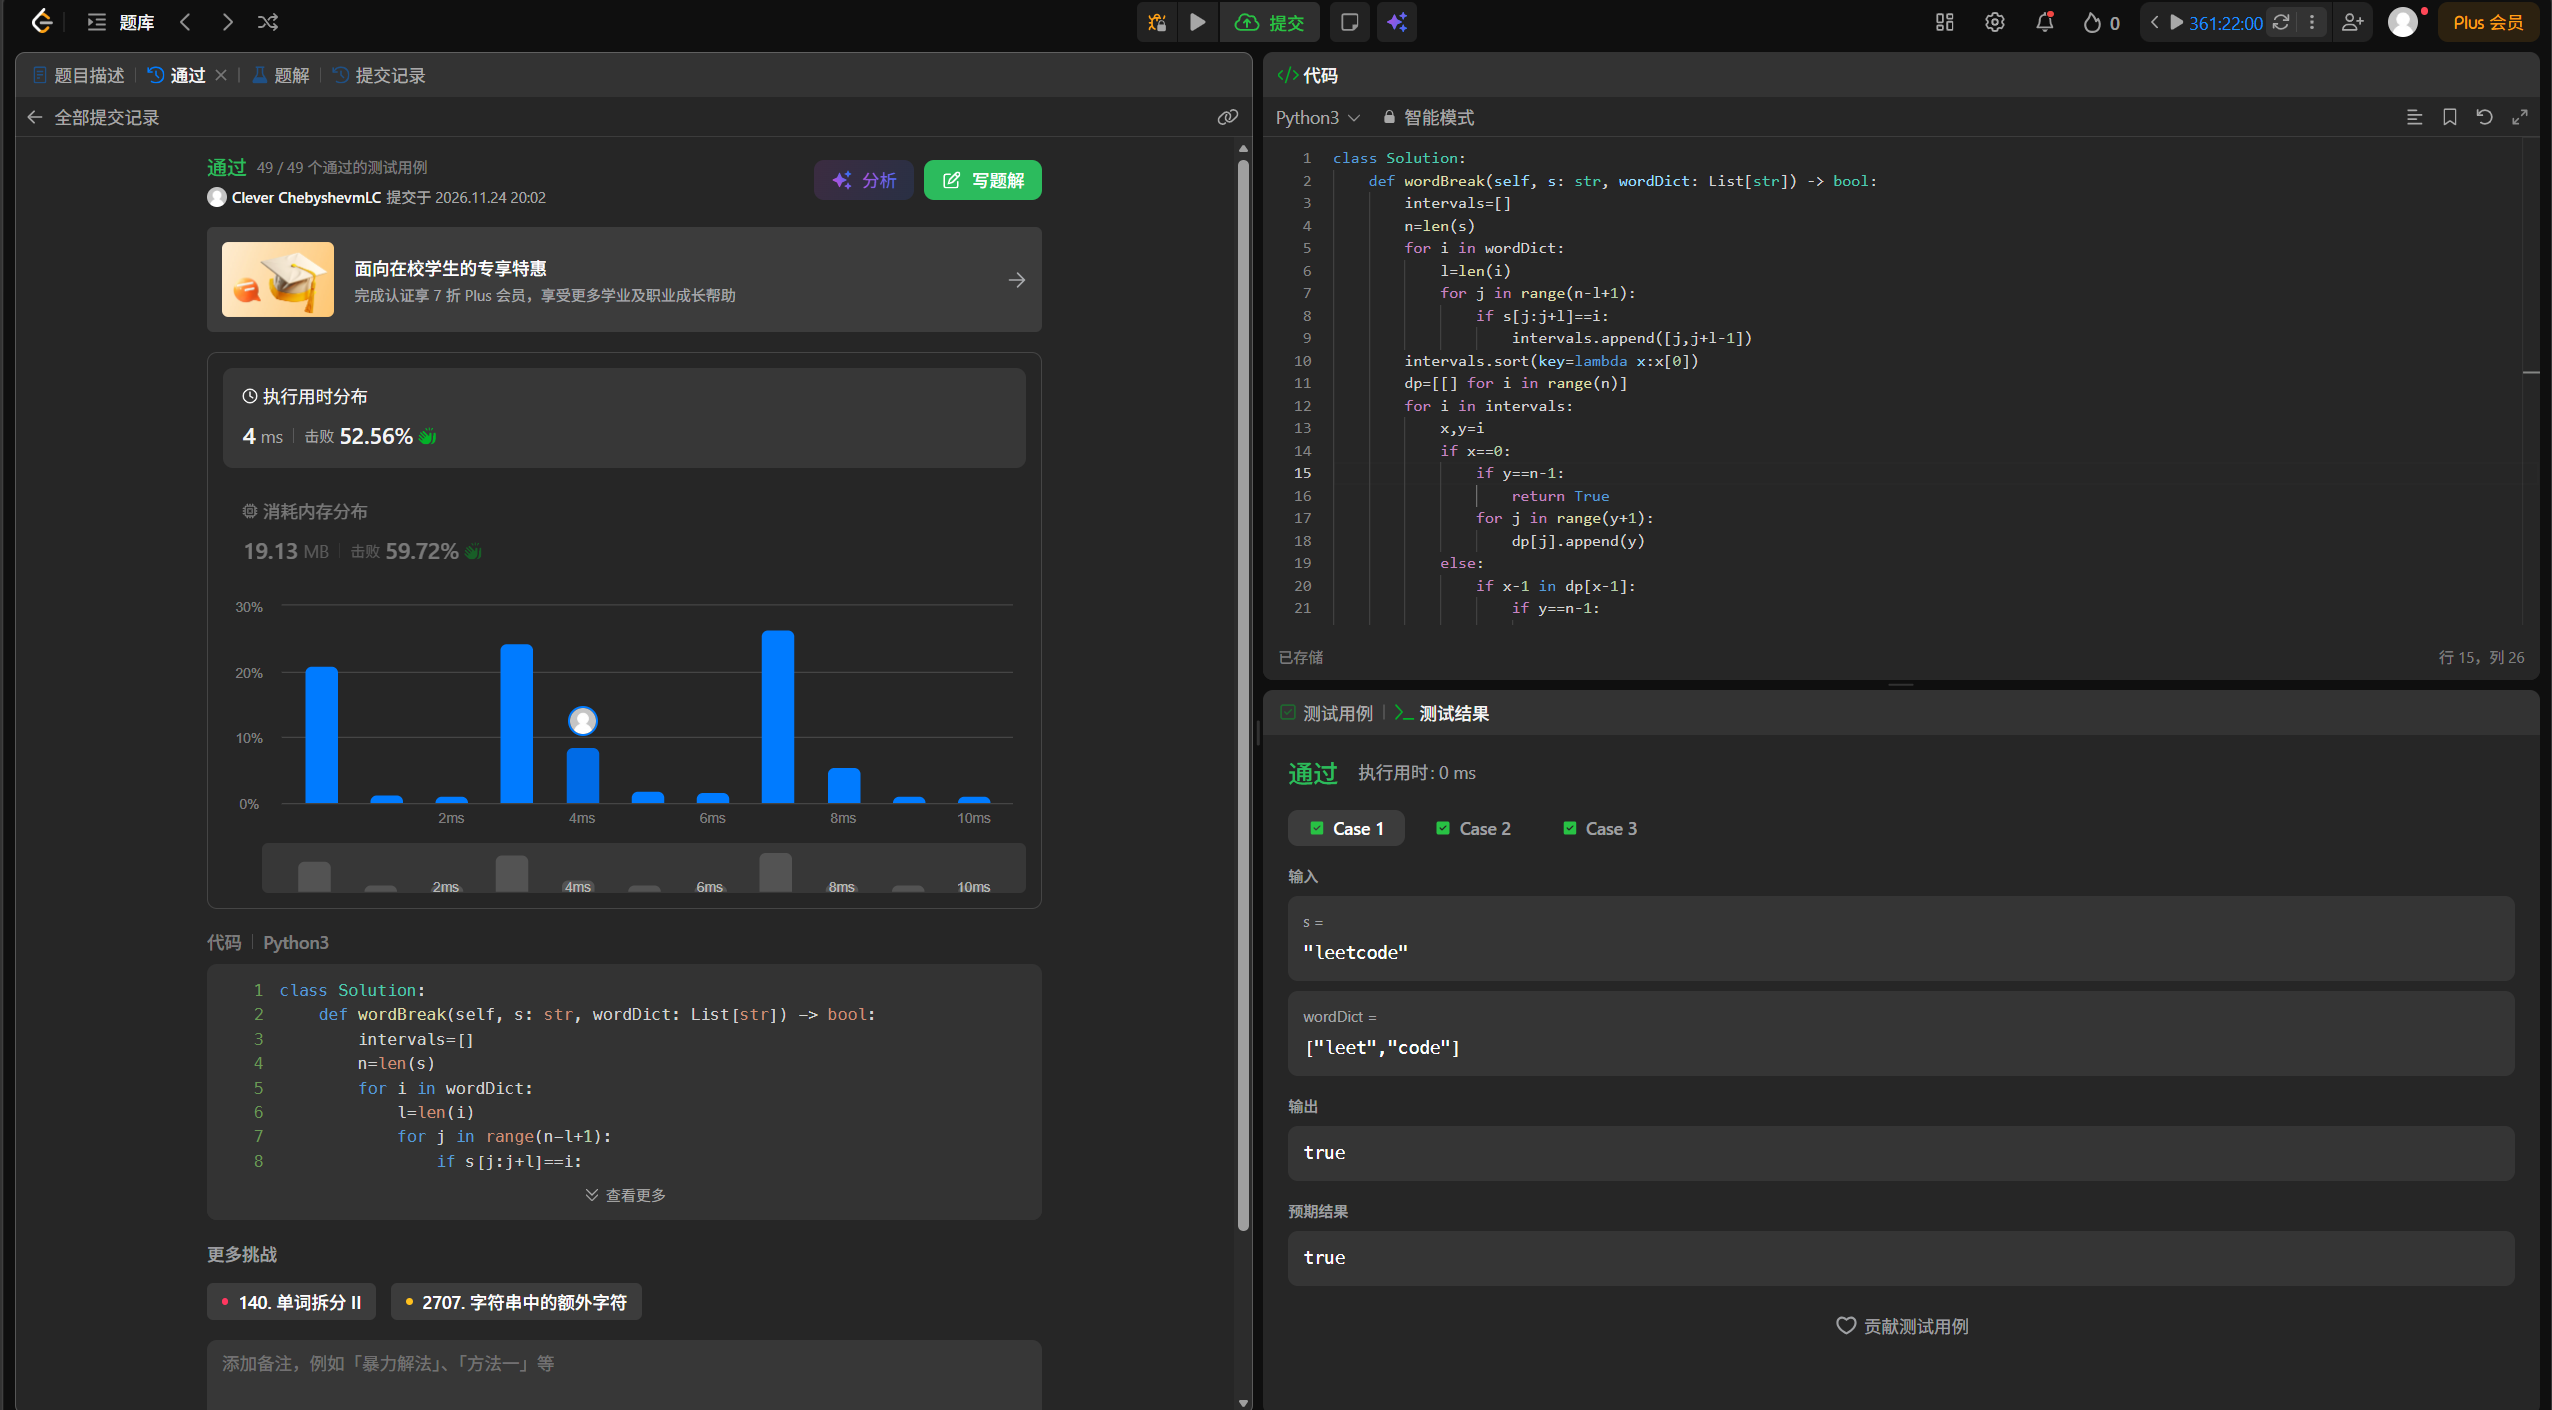 题库
提交
0
361:22:00
Plus 会员
题目描述
通过
题解
提交记录
全部提交记录
通过 49 / 49 个通过的测试用例
Clever ChebyshevmLC 提交于 2026.11.24 20:02
分析
写题解
面向在校学生的专享特惠
完成认证享 7 折 Plus 会员，享受更多学业及职业成长帮助
执行用时分布
4 ms 击败 52.56%
消耗内存分布
19.13 MB 击败 59.72%
30%
20%
10%
0%
2ms 4ms 6ms 8ms 10ms
2ms 4ms 6ms 8ms 10ms
代码 Python3
1 class Solution:
2     def wordBreak(self, s: str, wordDict: List[str]) -> bool:
3         intervals=[]
4         n=len(s)
5         for i in wordDict:
6             l=len(i)
7             for j in range(n-l+1):
8                 if s[j:j+l]==i:
查看更多
更多挑战
140. 单词拆分 II
2707. 字符串中的额外字符
添加备注，例如「暴力解法」、「方法一」等
代码
Python3 智能模式
1 class Solution:
2     def wordBreak(self, s: str, wordDict: List[str]) -> bool:
3         intervals=[]
4         n=len(s)
5         for i in wordDict:
6             l=len(i)
7             for j in range(n-l+1):
8                 if s[j:j+l]==i:
9                     intervals.append([j,j+l-1])
10         intervals.sort(key=lambda x:x[0])
11         dp=[[] for i in range(n)]
12         for i in intervals:
13             x,y=i
14             if x==0:
15                 if y==n-1:
16                     return True
17                 for j in range(y+1):
18                     dp[j].append(y)
19             else:
20                 if x-1 in dp[x-1]:
21                     if y==n-1:
已存储
行 15，列 26
测试用例
测试结果
通过 执行用时: 0 ms
Case 1
Case 2
Case 3
输入
s =
"leetcode"
wordDict =
["leet","code"]
输出
true
预期结果
true
贡献测试用例